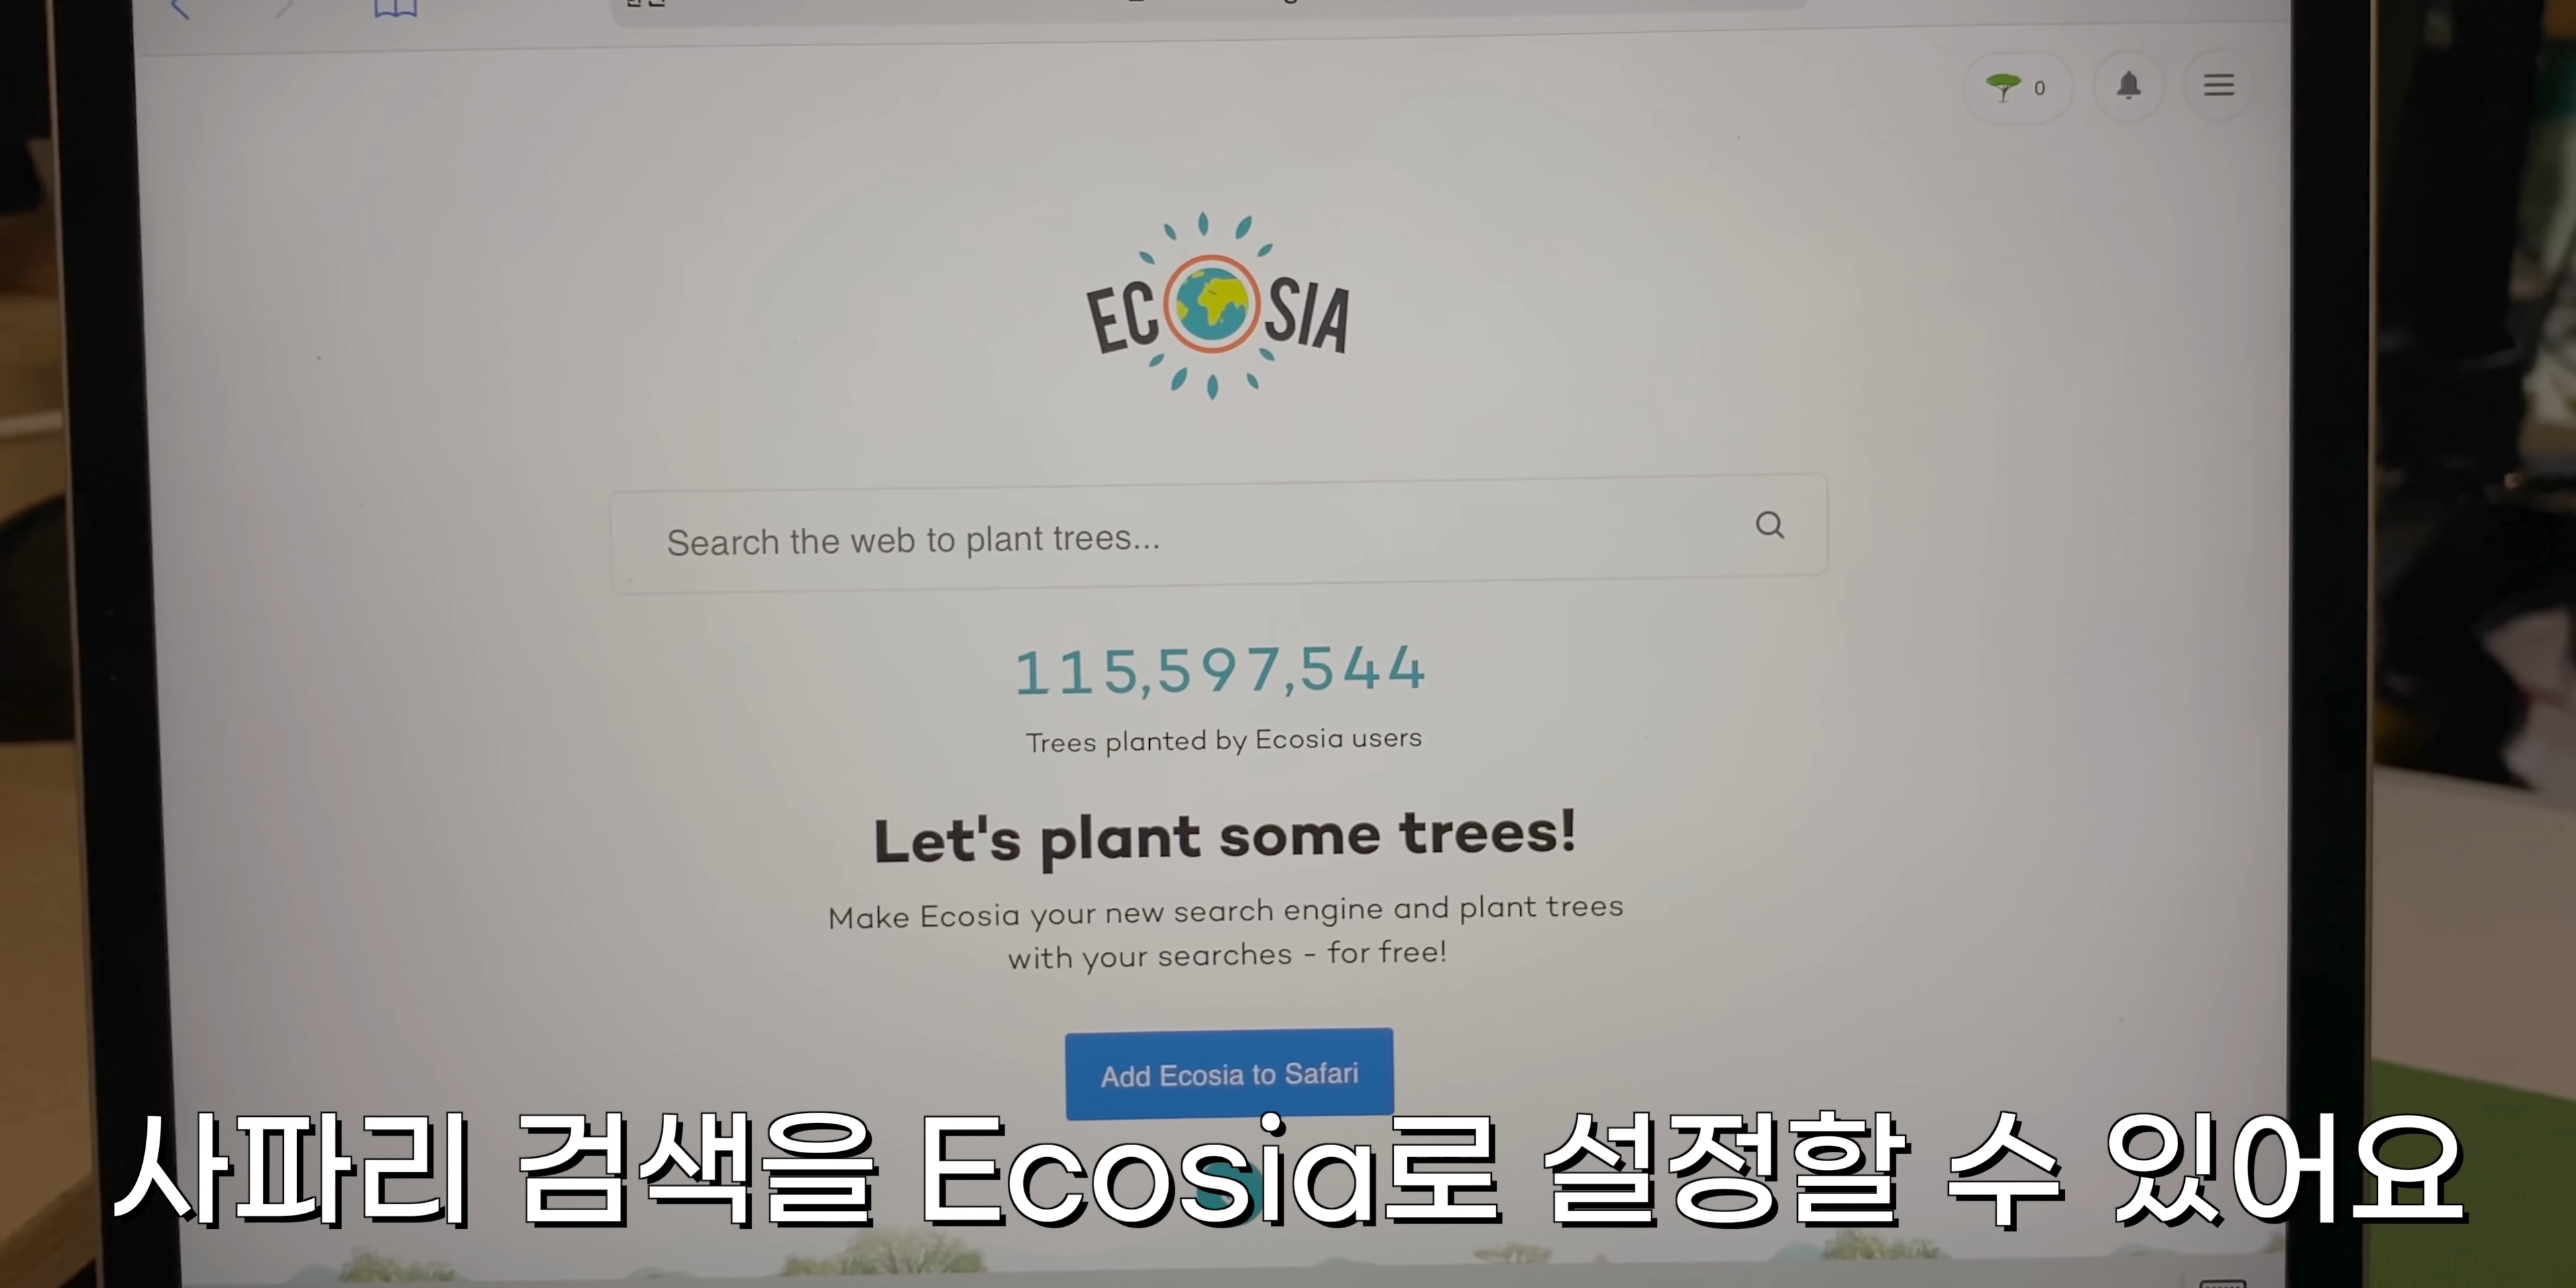 0
ECOSIA
Search the web to plant trees...
115,597,544
Trees planted by Ecosia users
Let's plant some trees!
Make Ecosia your new search engine and plant trees
with your searches - for free!
Add Ecosia to Safari
사파리 검색을 Ecosia로 설정할 수 있어요